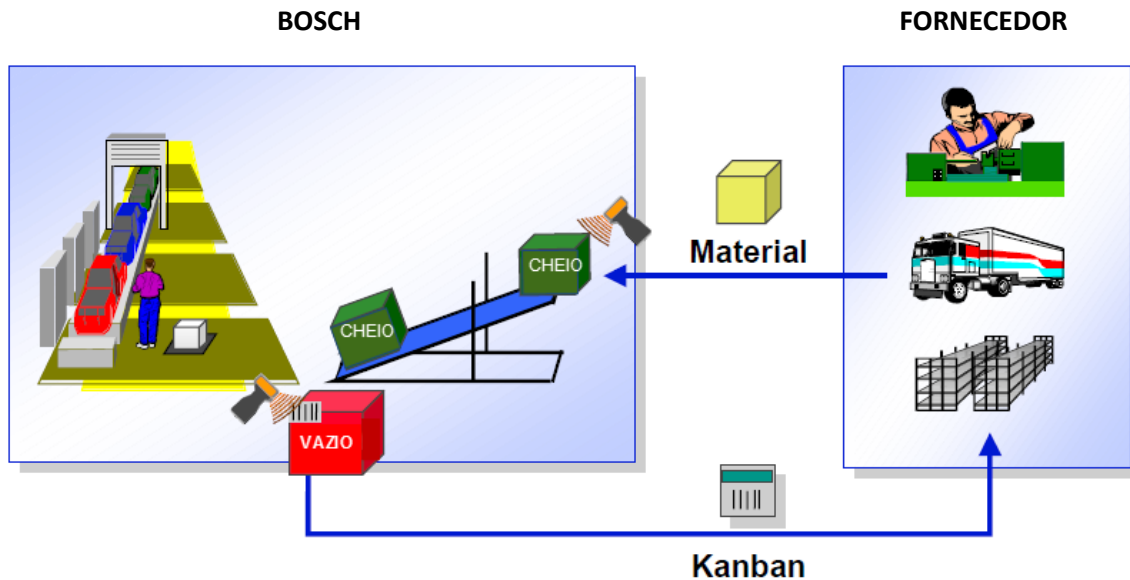 BOSCH
FORNECEDOR
Material
CHEIO
CHEIO
VAZIO
Kanban